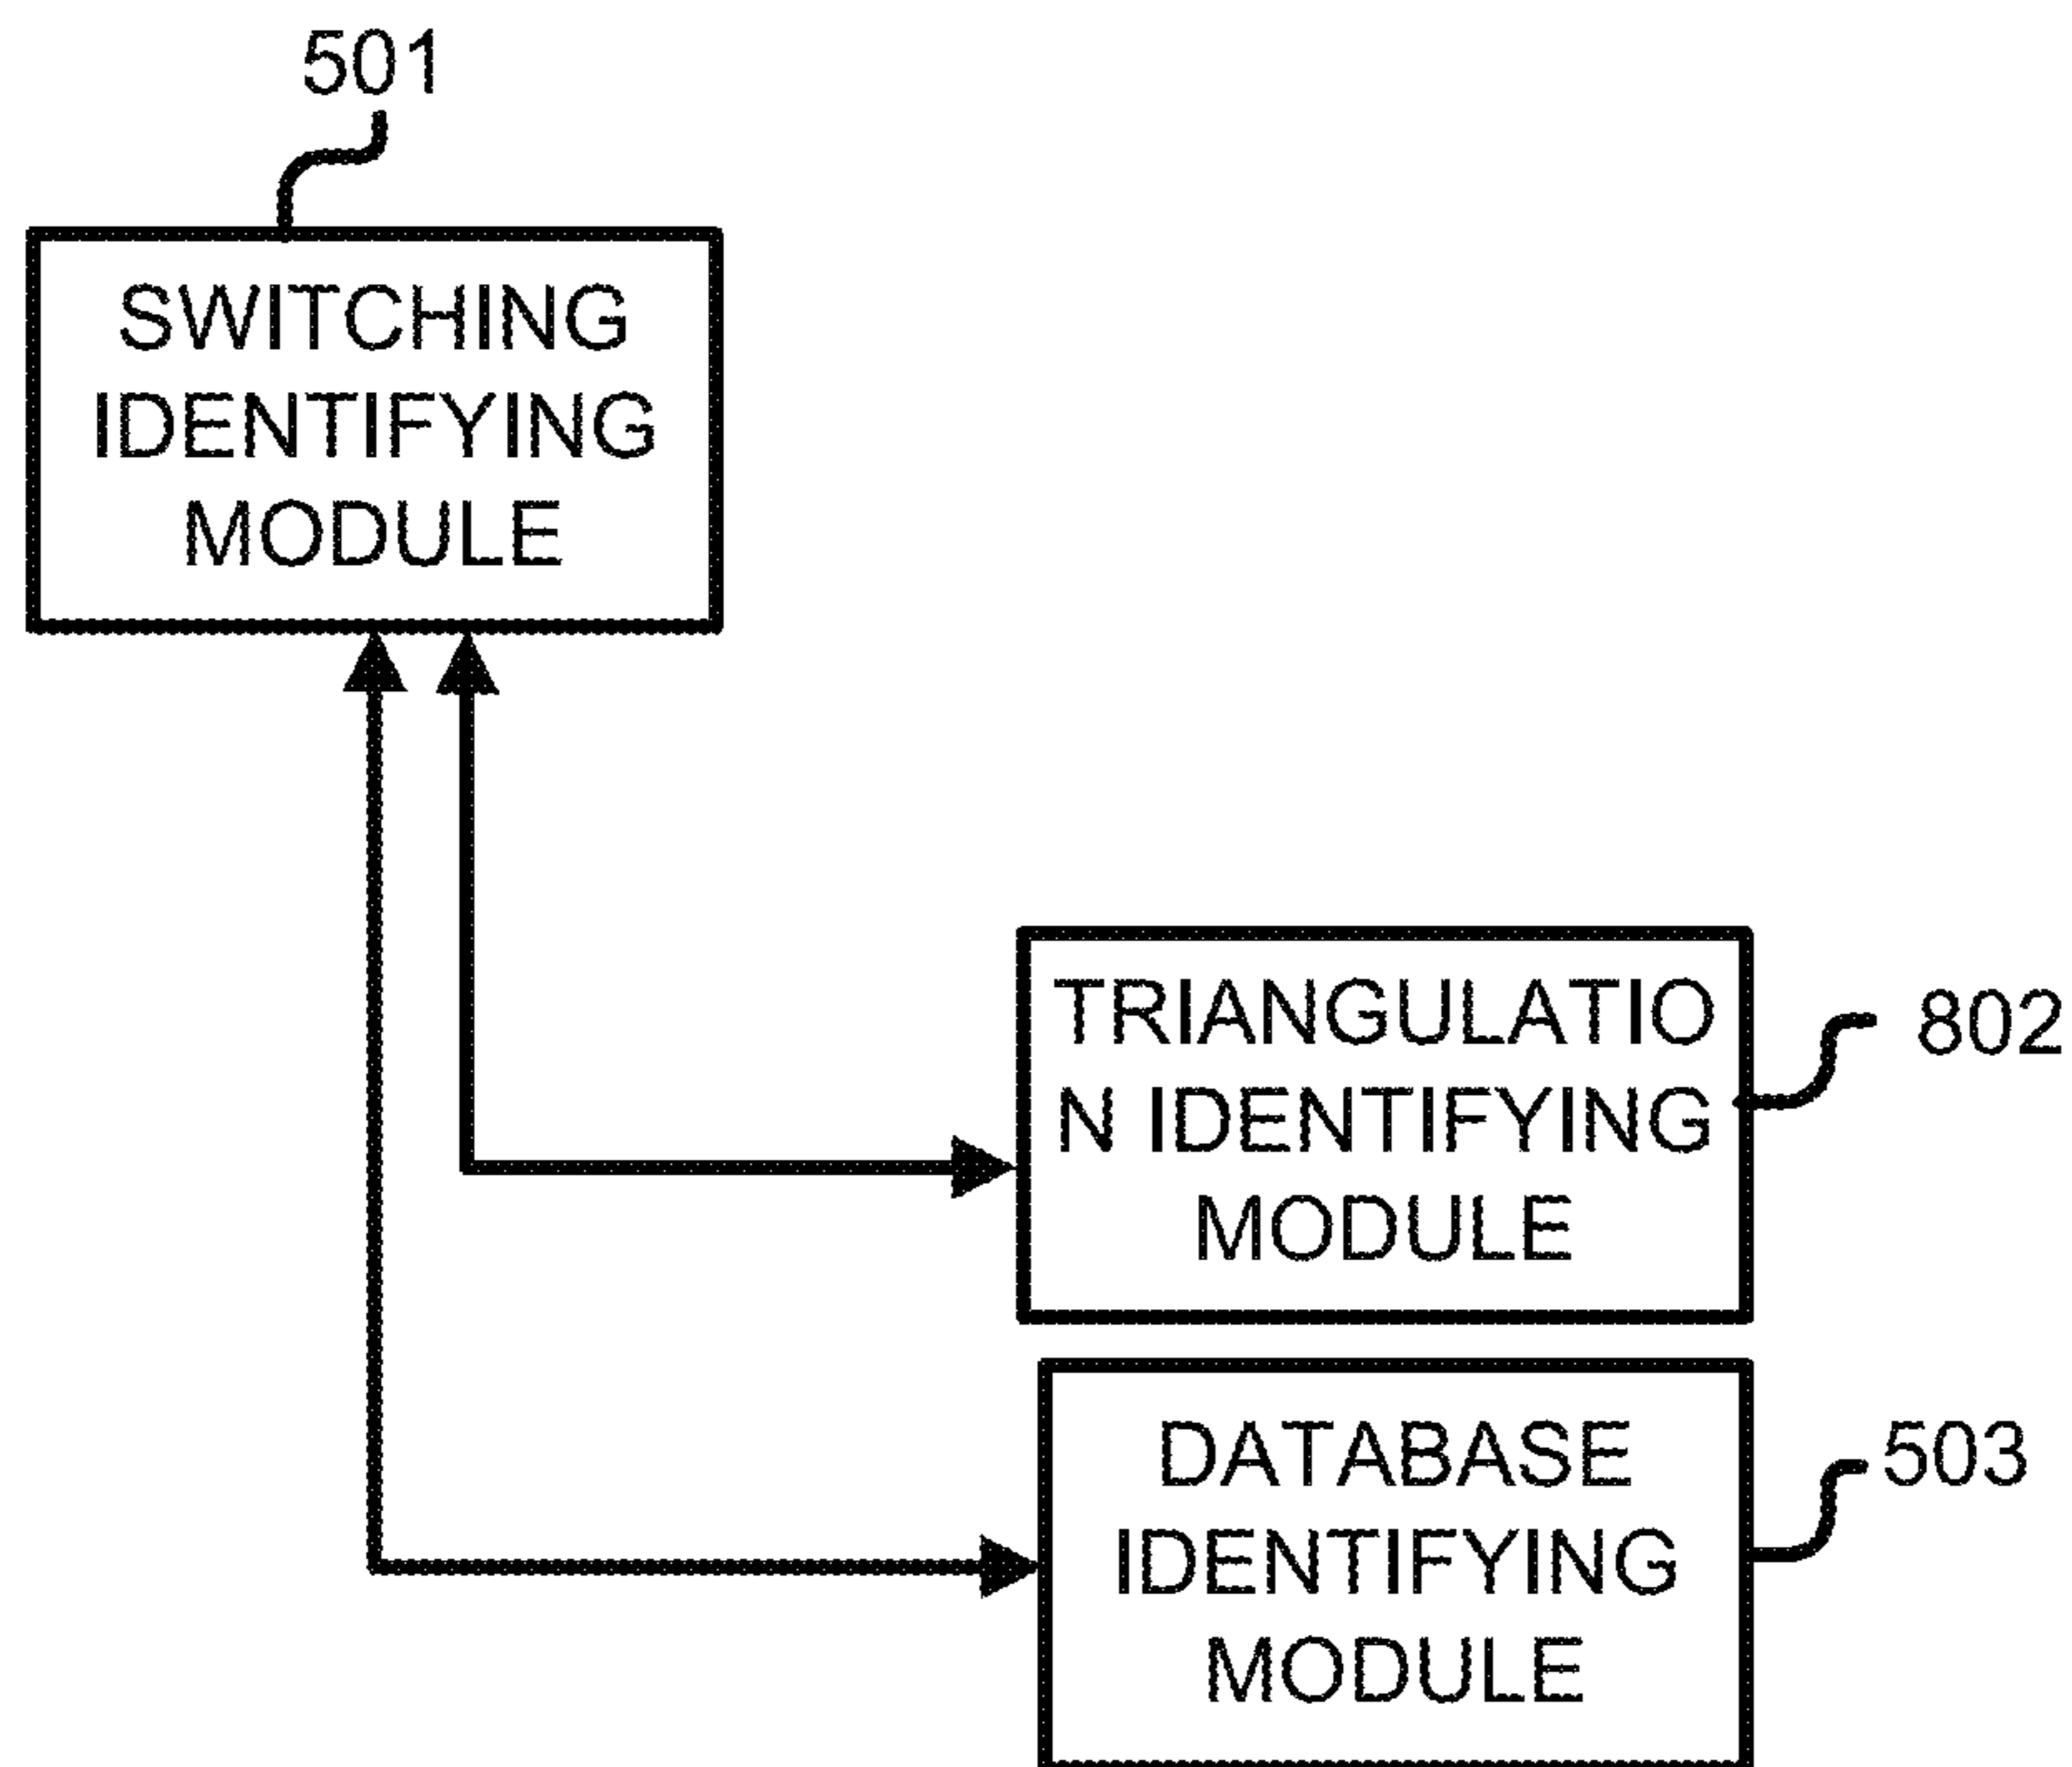 501
SWITCHING
IDENTIFYING
MODULE
TRIANGULATIO
N IDENTIFYING
MODULE
802
DATABASE
IDENTIFYING
MODULE
503